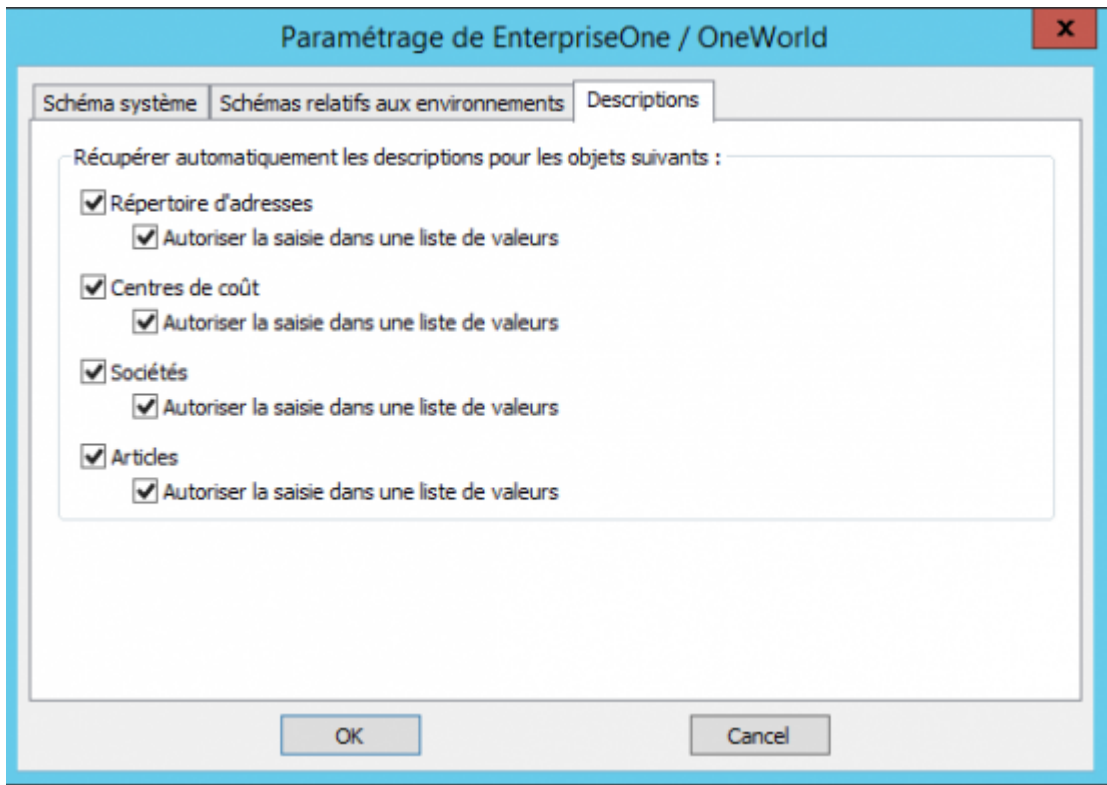 Paramétrage de EnterpriseOne / OneWorld
x
Schéma système
Schémas relatifs aux environnements
Descriptions
Récupérer automatiquement les descriptions pour les objets suivants :
Répertoire d'adresses
Autoriser la saisie dans une liste de valeurs
Centres de coût
Autoriser la saisie dans une liste de valeurs
Sociétés
Autoriser la saisie dans une liste de valeurs
Articles
Autoriser la saisie dans une liste de valeurs
OK
Cancel